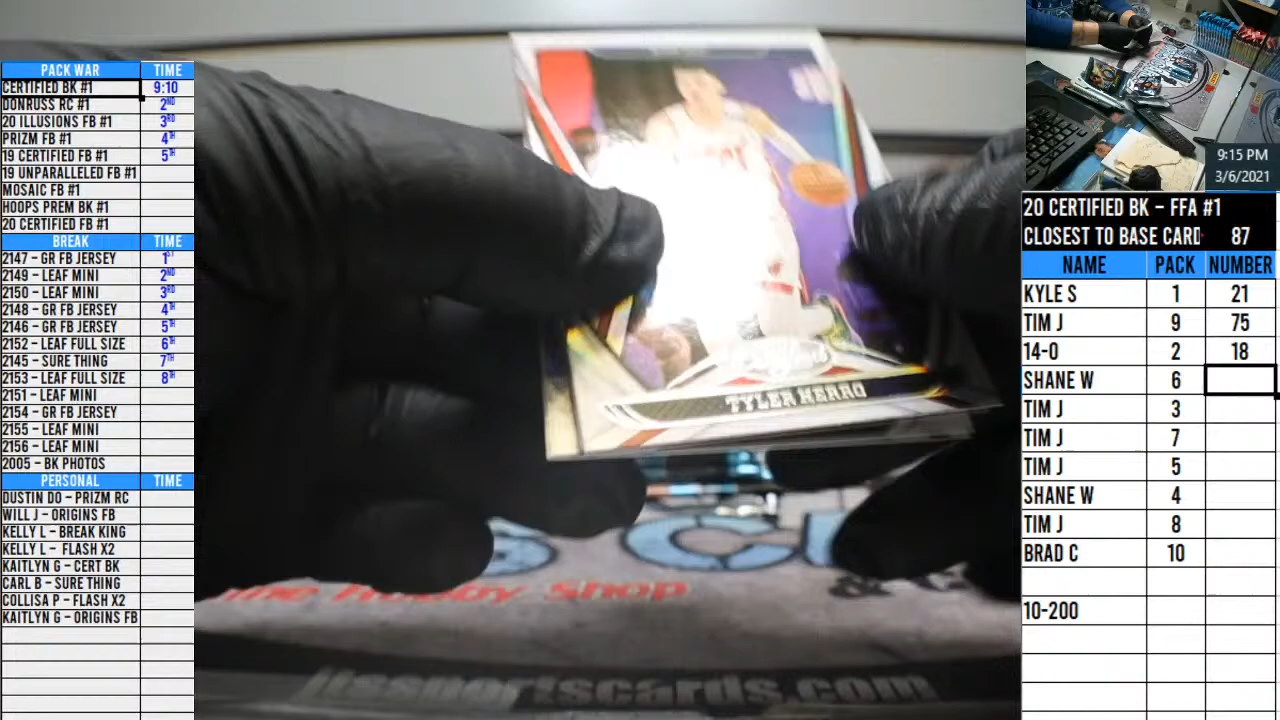 PACK WAR TIME
CERTIFIED BK #1 9:10
DONRUSS RC #1 2ND
20 ILLUSIONS FB #1 3RD
PRIZM FB #1 4TH
19 CERTIFIED FB #1 5TH
19 UNPARALLELED FB #1
MOSAIC FB #1
HOOPS PREM BK #1
20 CERTIFIED FB #1
BREAK TIME
2147 – GR FB JERSEY 1ST
2149 – LEAF MINI 2ND
2150 – LEAF MINI 3RD
2148 – GR FB JERSEY 4TH
2146 – GR FB JERSEY 5TH
2152 – LEAF FULL SIZE 6TH
2145 – SURE THING 7TH
2153 – LEAF FULL SIZE 8TH
2151 – LEAF MINI
2154 – GR FB JERSEY
2155 – LEAF MINI
2156 – LEAF MINI
2005 – BK PHOTOS
PERSONAL TIME
DUSTIN DO – PRIZM RC
WILL J – ORIGINS FB
KELLY L – BREAK KING
KELLY L – FLASH X2
KAITLYN G – CERT BK
CARL B – SURE THING
COLLISA P – FLASH X2
KAITLYN G – ORIGINS FB
TYLER HERRO
Hobby Shop
jtssportscards.com
9:15 PM
3/6/2021
20 CERTIFIED BK – FFA #1
CLOSEST TO BASE CARD 87
NAME PACK NUMBER
KYLE S 1 21
TIM J 9 75
14-0 2 18
SHANE W 6
TIM J 3
TIM J 7
TIM J 5
SHANE W 4
TIM J 8
BRAD C 10
10-200